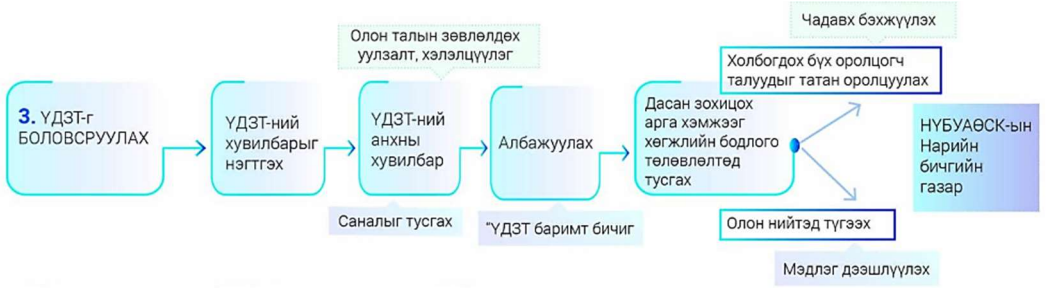 3. ҮДЗТ-г
БОЛОВСРУУЛАХ
ҮДЗТ-ний
хувилбарыг
нэгтгэх
Олон талын зөвлөлдөх
уулзалт, хэлэлцүүлэг
ҮДЗТ-ний
анхны
хувилбар
Саналыг тусгах
Албажуулах
“ҮДЗТ баримт бичиг
Дасан зохицох
арга хэмжээг
хөгжлийн бодлого
төлөвлөлтөд
тусгах
Чадавх бэхжүүлэх
Холбогдох бүх оролцогч
талуудыг татан оролцуулах
Олон нийтэд түгээх
Мэдлэг дээшлүүлэх
НҮБУАӨСК-ын
Нарийн
бичгийн
газар